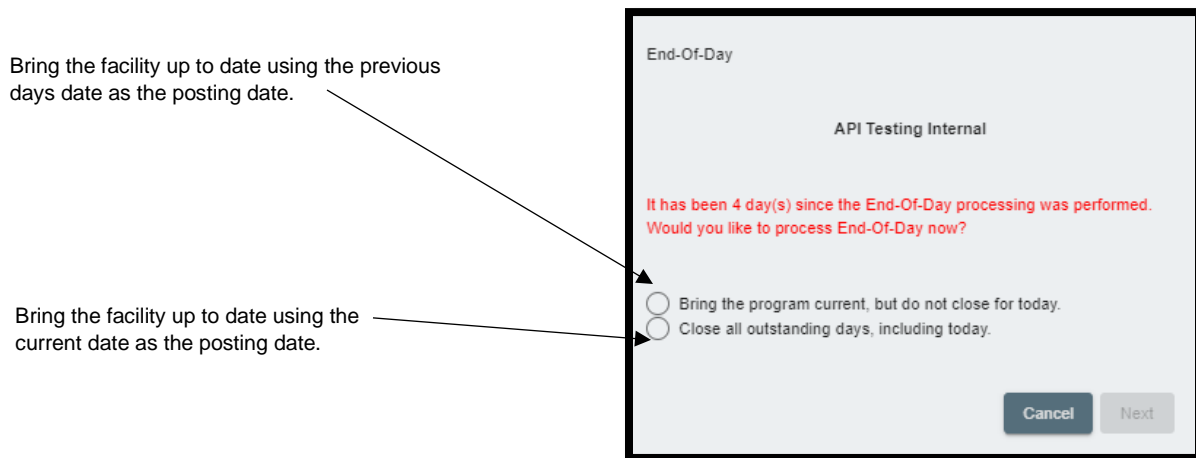 Bring the facility up to date using the previous
days date as the posting date.
Bring the facility up to date using the
current date as the posting date.
End-Of-Day
API Testing Internal
It has been 4 day(s) since the End-Of-Day processing was performed.
Would you like to process End-Of-Day now?
Bring the program current, but do not close for today.
Close all outstanding days, including today.
Cancel Next